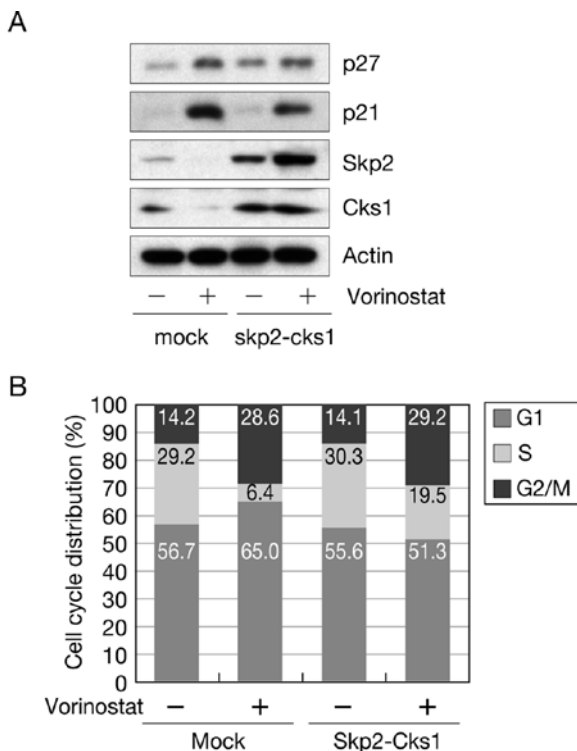 A
p27
p21
Skp2
Cks1
Actin
− + − + Vorinostat
mock skp2-cks1
B
Cell cycle distribution (%)
100
90
80
70
60
50
40
30
20
10
0
14.2 28.6 14.1 29.2
29.2 6.4 30.3 19.5
56.7 65.0 55.6 51.3
G1
S
G2/M
Vorinostat − + − +
Mock Skp2-Cks1